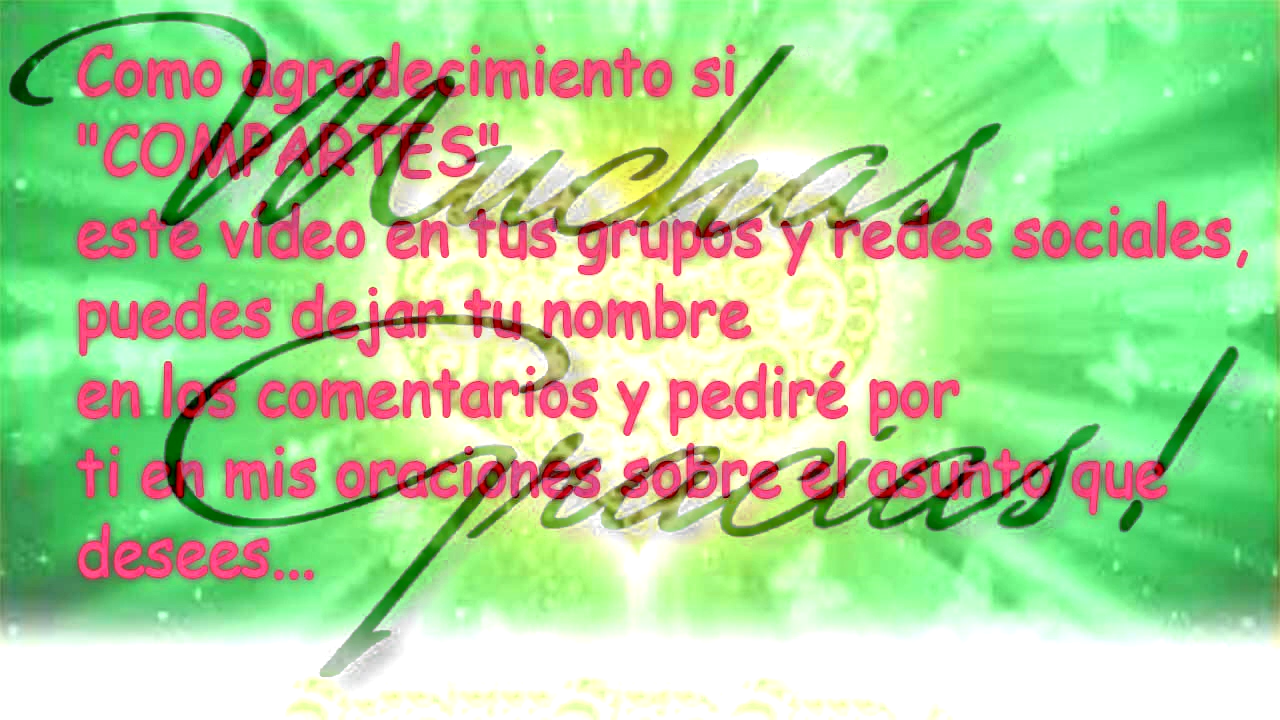 Como agradecimiento si
"COMPARTES"
este vídeo en tus grupos y redes sociales,
puedes dejar tu nombre
en los comentarios y pediré por
ti en mis oraciones sobre el asunto que
desees...
Muchas
Gracias!